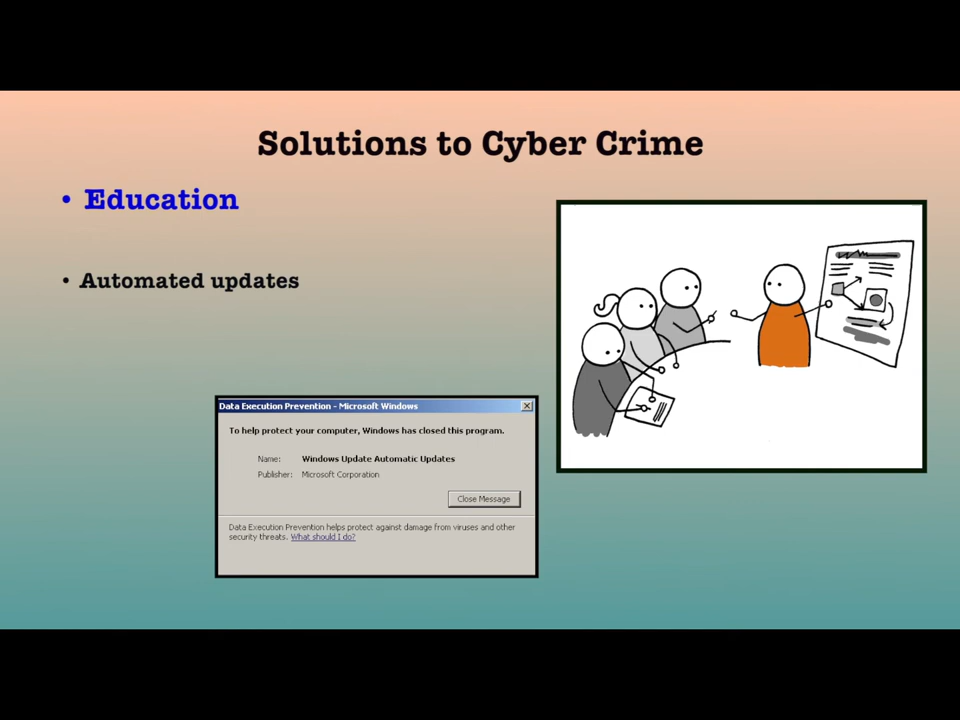 Solutions to Cyber Crime
• Education
• Automated updates
Data Execution Prevention - Microsoft Windows
To help protect your computer, Windows has closed this program.
Name: Windows Update Automatic Updates
Publisher: Microsoft Corporation
Close Message
Data Execution Prevention helps protect against damage from viruses and other
security threats. What should I do?